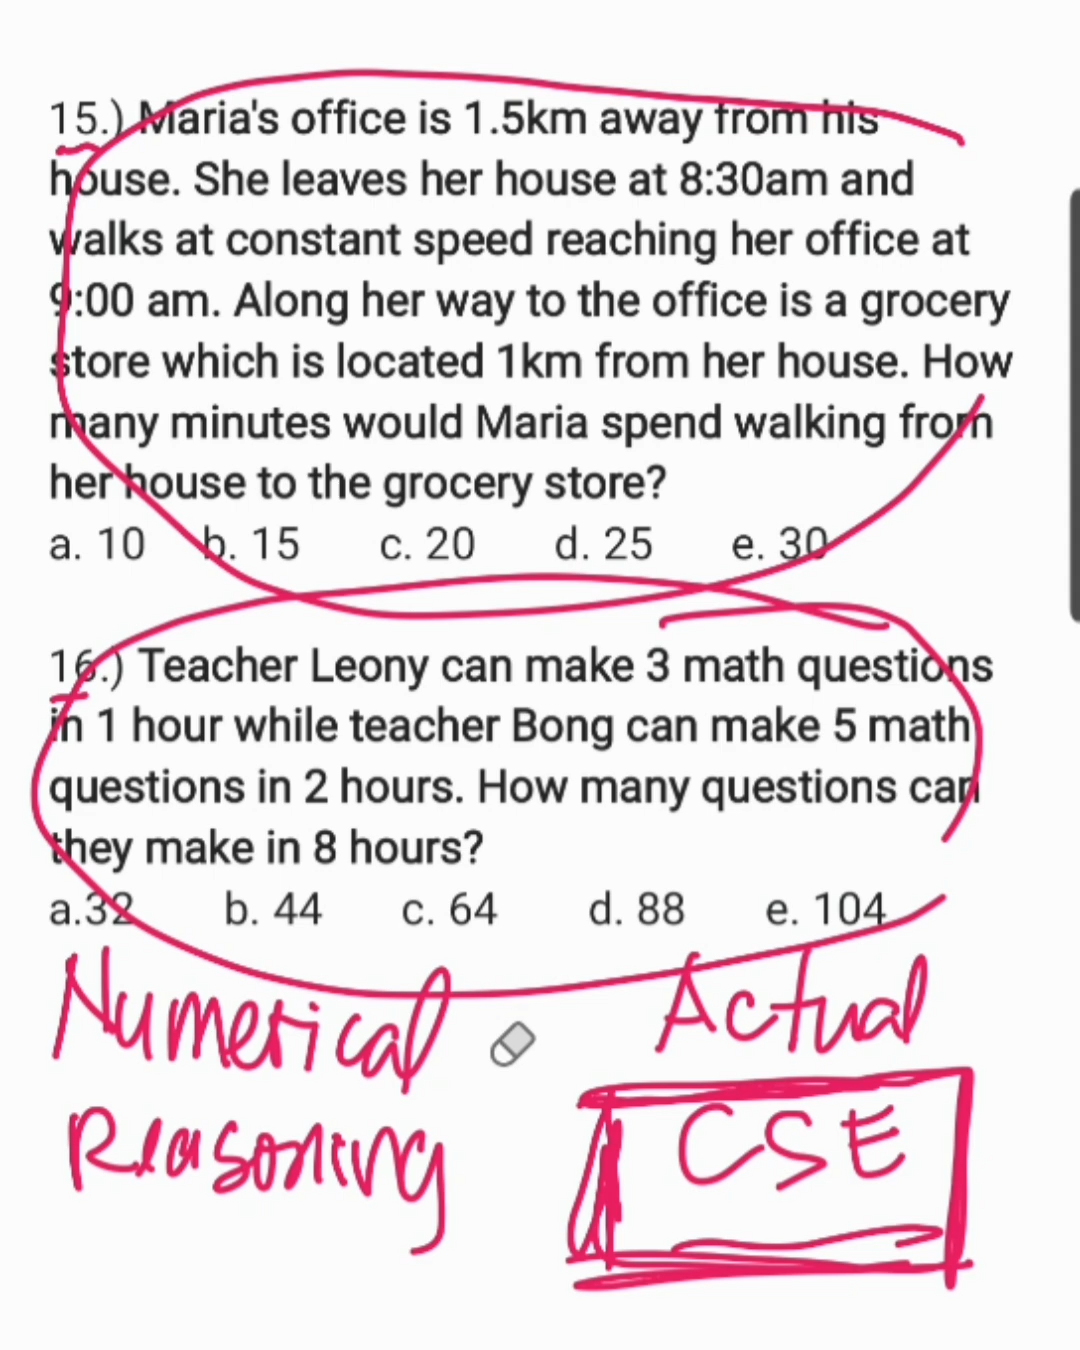 15.) Maria's office is 1.5km away from his
house. She leaves her house at 8:30am and
walks at constant speed reaching her office at
9:00 am. Along her way to the office is a grocery
store which is located 1km from her house. How
many minutes would Maria spend walking from
her house to the grocery store?
a. 10 b. 15 c. 20 d. 25 e. 30
16.) Teacher Leony can make 3 math questions
in 1 hour while teacher Bong can make 5 math
questions in 2 hours. How many questions can
they make in 8 hours?
a.32 b. 44 c. 64 d. 88 e. 104
Numerical
Reasoning
Actual
CSE